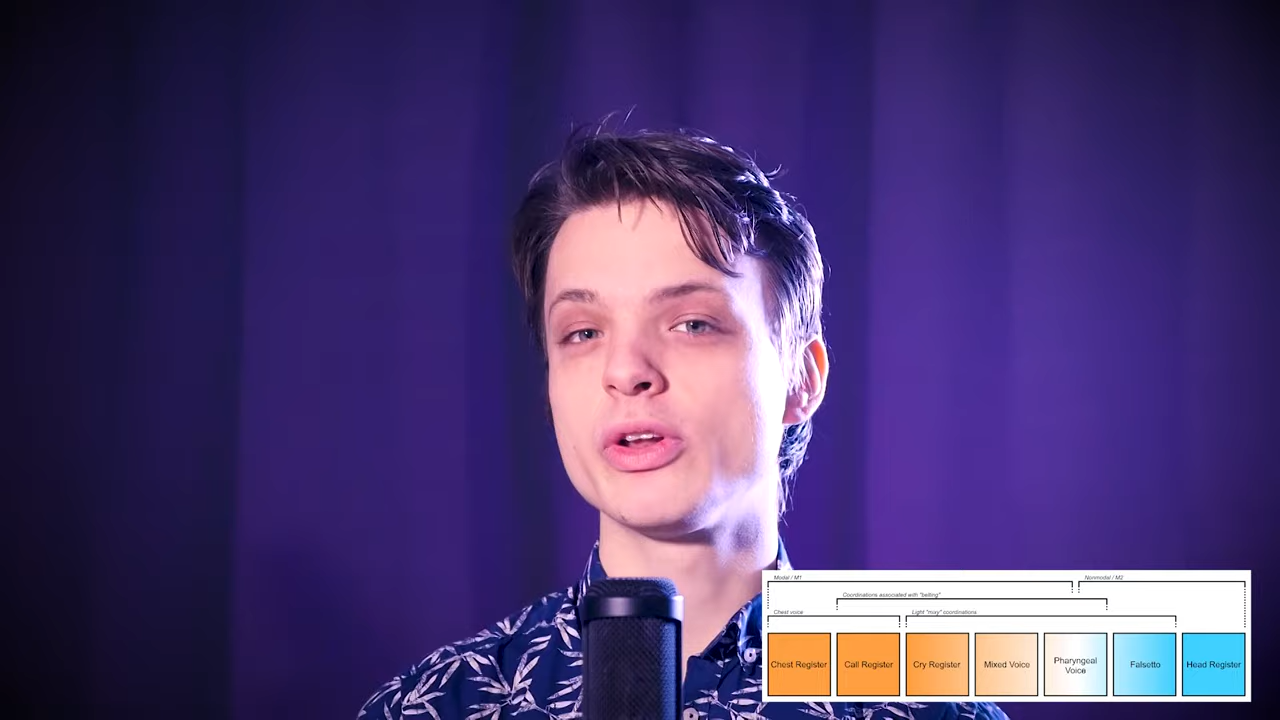 Modal / M1 Nonmodal / M2
Coordinations associated with "belting"
Chest voice Light "mixy" coordinations
Chest Register Call Register Cry Register Mixed Voice Pharyngeal Voice Falsetto Head Register